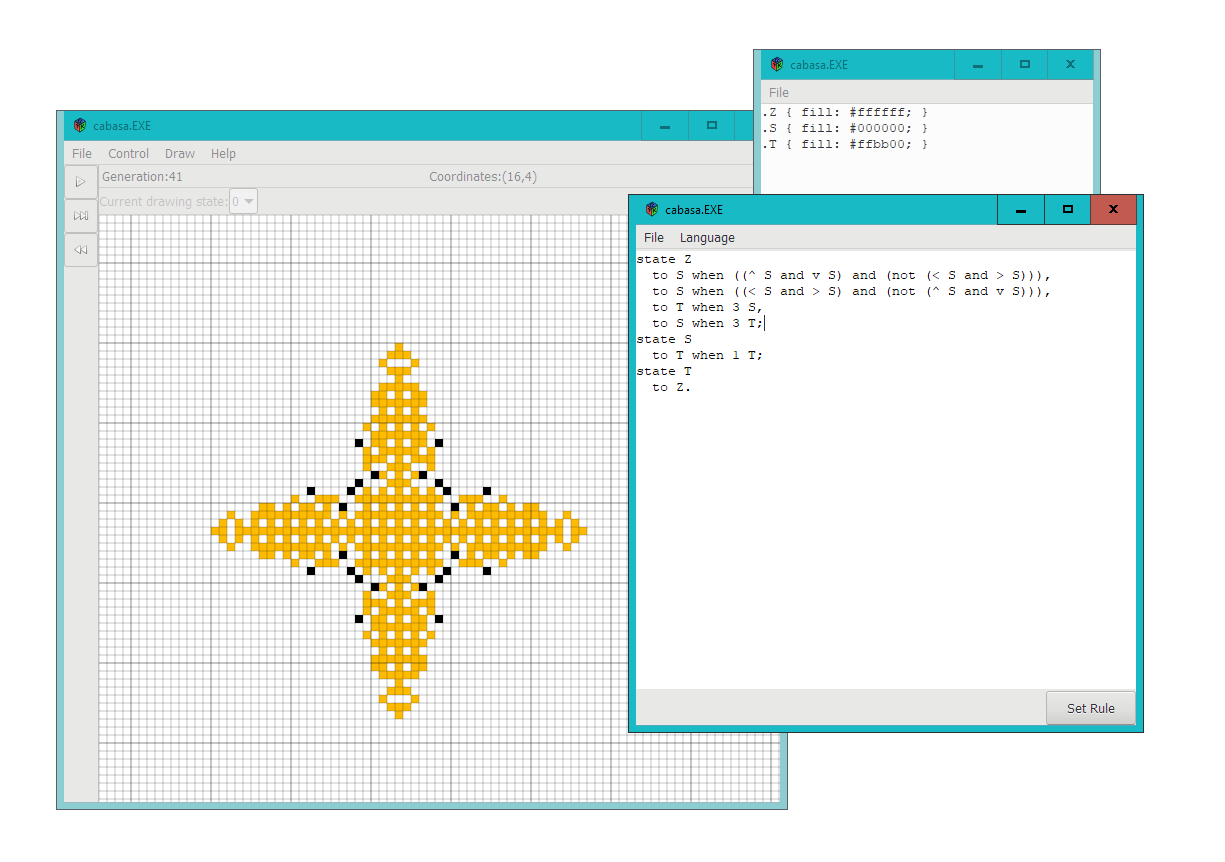 cabasa.EXE
File
.Z { fill: #ffffff; }
.S { fill: #000000; }
.T { fill: #ffbb00; }
cabasa.EXE
File Control Draw Help
Generation:41 Coordinates:(16,4)
Current drawing state: 0
cabasa.EXE
File Language
state Z
  to S when ((^ S and v S) and (not (< S and > S))),
  to S when ((< S and > S) and (not (^ S and v S))),
  to T when 3 S,
  to S when 3 T;
state S
  to T when 1 T;
state T
  to Z.
Set Rule